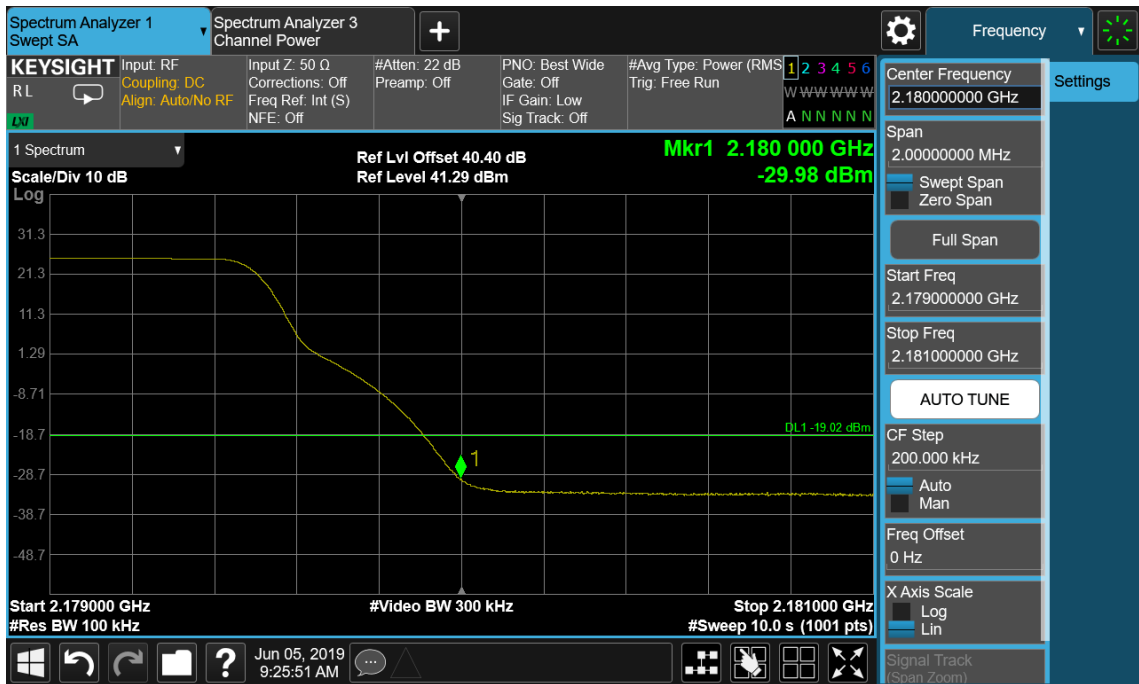 Spectrum Analyzer 1
Swept SA
Spectrum Analyzer 3
Channel Power
Frequency
KEYSIGHT
R L
LXI
Input: RF
Coupling: DC
Align: Auto/No RF
Input Z: 50 Ω
Corrections: Off
Freq Ref: Int (S)
NFE: Off
#Atten: 22 dB
Preamp: Off
PNO: Best Wide
Gate: Off
IF Gain: Low
Sig Track: Off
#Avg Type: Power (RMS
Trig: Free Run
1 2 3 4 5 6
W W W W W W
A N N N N N
1 Spectrum
Scale/Div 10 dB
Log
Ref Lvl Offset 40.40 dB
Ref Level 41.29 dBm
Mkr1 2.180 000 GHz
-29.98 dBm
31.3
21.3
11.3
1.29
-8.71
-18.7
-28.7
-38.7
-48.7
DL1 -19.02 dBm
1
Start 2.179000 GHz
#Res BW 100 kHz
#Video BW 300 kHz
Stop 2.181000 GHz
#Sweep 10.0 s (1001 pts)
?
Jun 05, 2019
9:25:51 AM
Center Frequency
2.180000000 GHz
Span
2.00000000 MHz
Swept Span
Zero Span
Full Span
Start Freq
2.179000000 GHz
Stop Freq
2.181000000 GHz
AUTO TUNE
CF Step
200.000 kHz
Auto
Man
Freq Offset
0 Hz
X Axis Scale
Log
Lin
Signal Track
(Span Zoom)
Settings